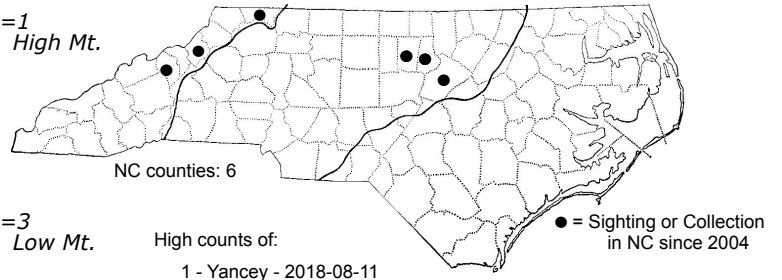 =1
High Mt.
NC counties: 6
=3
Low Mt.
High counts of:
1 - Yancey - 2018-08-11
● = Sighting or Collection
in NC since 2004